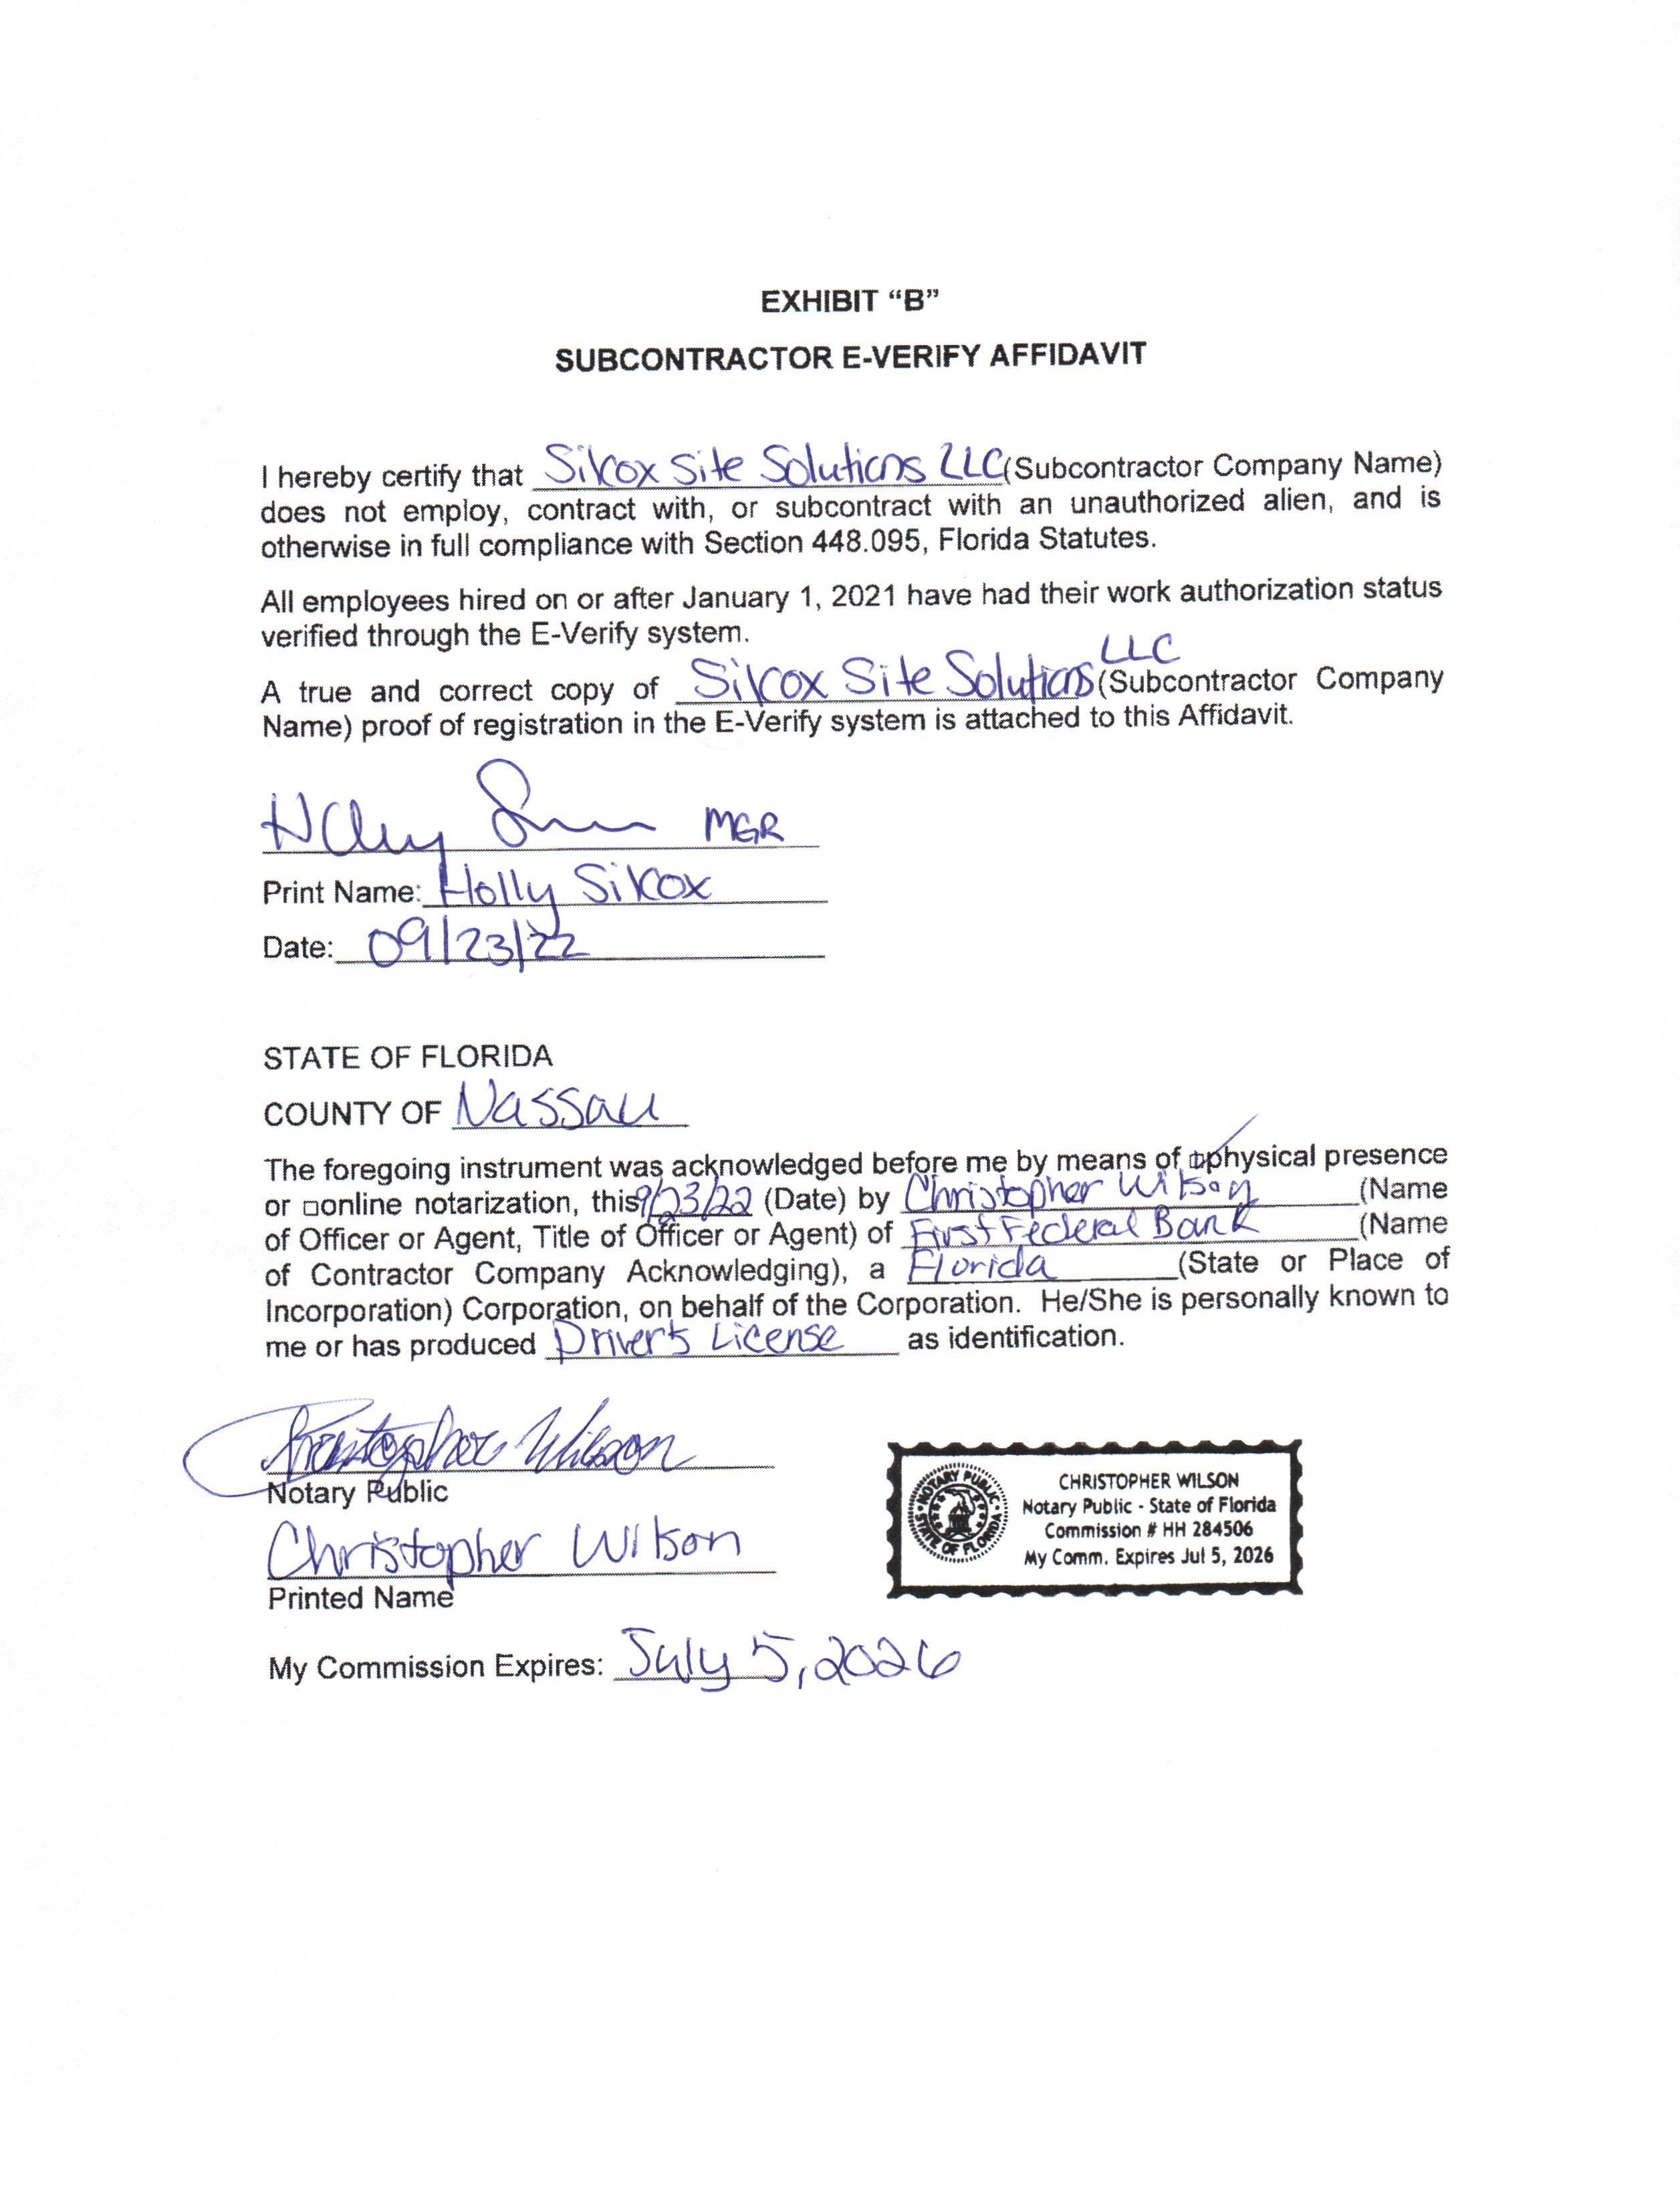 EXHIBIT “B”
SUBCONTRACTOR E-VERIFY AFFIDAVIT
I hereby certify that Silcox Site Solutions LLC (Subcontractor Company Name)
does not employ, contract with, or subcontract with an unauthorized alien, and is
otherwise in full compliance with Section 448.095, Florida Statutes.
All employees hired on or after January 1, 2021 have had their work authorization status
verified through the E-Verify system.
A true and correct copy of Silcox Site Solutions LLC (Subcontractor Company
Name) proof of registration in the E-Verify system is attached to this Affidavit.
MGR
Print Name: Holly Silcox
Date: 09/23/22
STATE OF FLORIDA
COUNTY OF Nassau
The foregoing instrument was acknowledged before me by means of □physical presence
or □online notarization, this 9/23/22 (Date) by Christopher Wilson (Name
of Officer or Agent, Title of Officer or Agent) of First Federal Bank (Name
of Contractor Company Acknowledging), a Florida (State or Place of
Incorporation) Corporation, on behalf of the Corporation. He/She is personally known to
me or has produced Driver's License as identification.
Christopher Wilson
Notary Public
Christopher Wilson
Printed Name
My Commission Expires: July 5, 2026
NOTARY PUBLIC
STATE OF FLORIDA
CHRISTOPHER WILSON
Notary Public - State of Florida
Commission # HH 284506
My Comm. Expires Jul 5, 2026